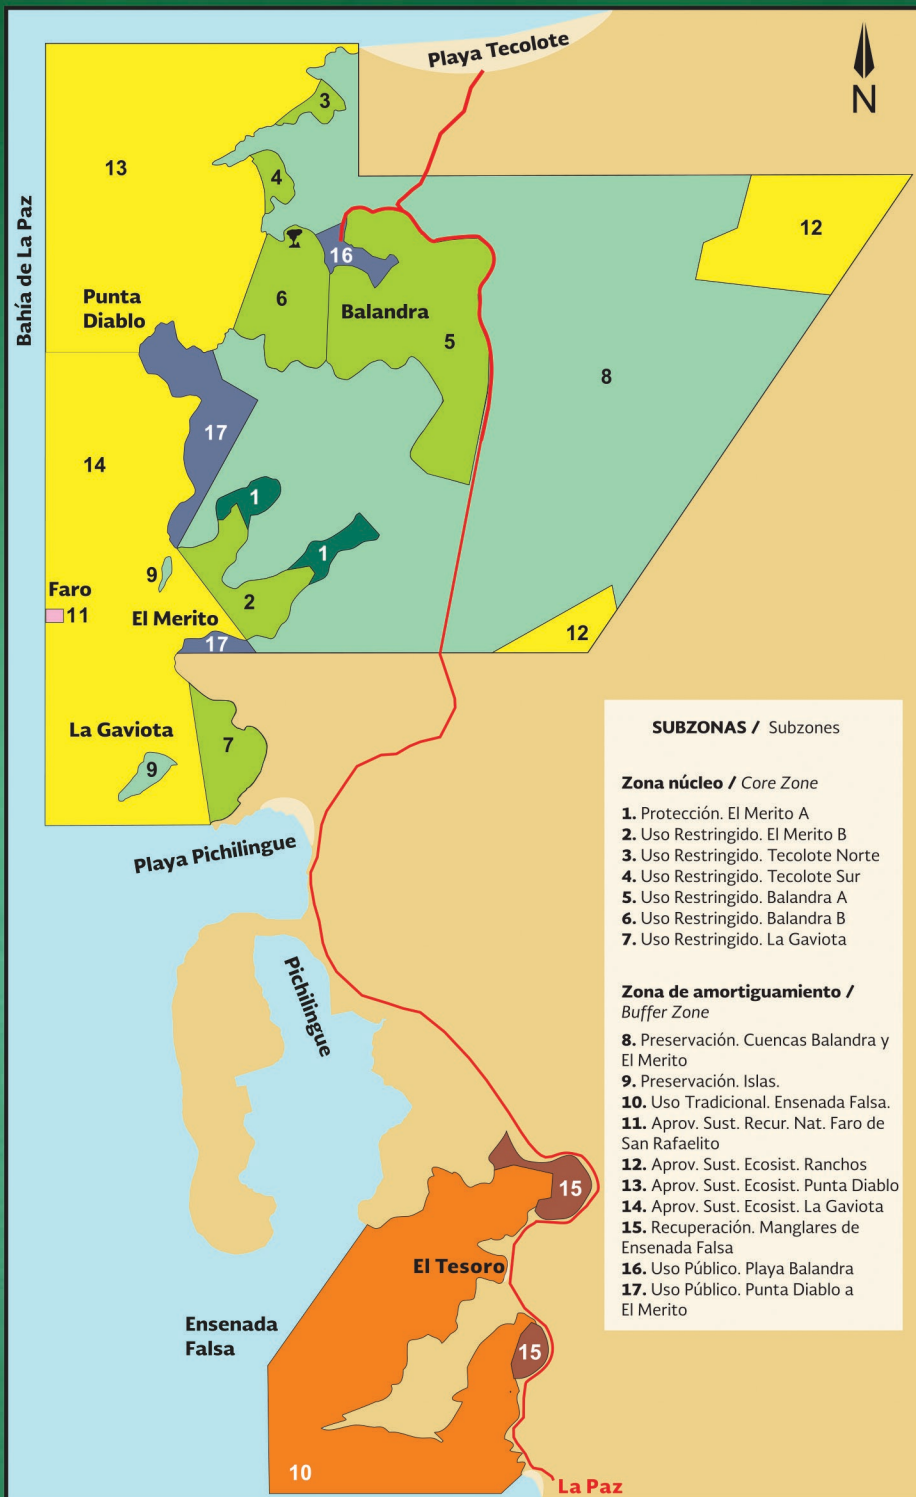 Playa Tecolote
N
3
13
4
12
Bahía de La Paz
16
Punta
Diablo
6
Balandra
5
8
17
14
1
1
9
Faro
11
2
El Merito
12
17
La Gaviota
7
9
Playa Pichilingue
Pichilingue
15
El Tesoro
Ensenada
Falsa
15
10
La Paz
SUBZONAS / Subzones
Zona núcleo / Core Zone
1. Protección. El Merito A
2. Uso Restringido. El Merito B
3. Uso Restringido. Tecolote Norte
4. Uso Restringido. Tecolote Sur
5. Uso Restringido. Balandra A
6. Uso Restringido. Balandra B
7. Uso Restringido. La Gaviota
Zona de amortiguamiento /
Buffer Zone
8. Preservación. Cuencas Balandra y
El Merito
9. Preservación. Islas.
10. Uso Tradicional. Ensenada Falsa.
11. Aprov. Sust. Recur. Nat. Faro de
San Rafaelito
12. Aprov. Sust. Ecosist. Ranchos
13. Aprov. Sust. Ecosist. Punta Diablo
14. Aprov. Sust. Ecosist. La Gaviota
15. Recuperación. Manglares de
Ensenada Falsa
16. Uso Público. Playa Balandra
17. Uso Público. Punta Diablo a
El Merito